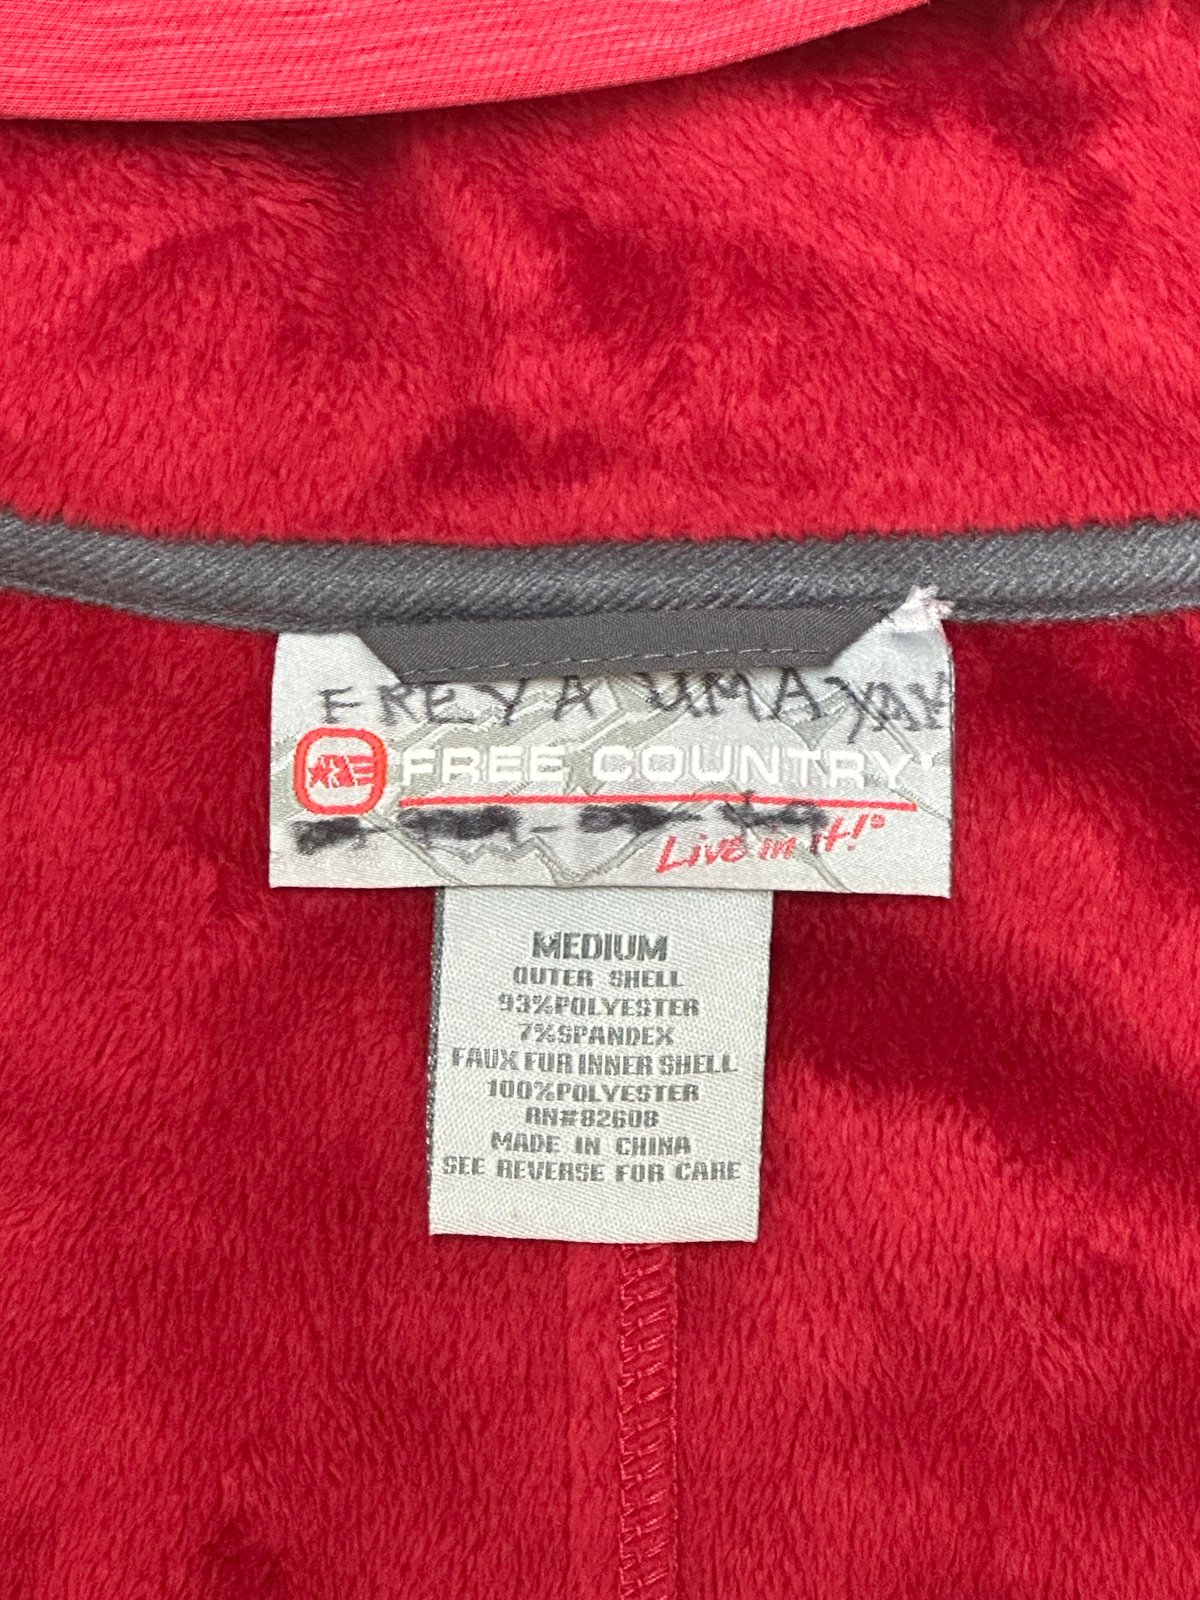 FREYA UMAYAY
FREE COUNTRY
Live in it!®
MEDIUM
OUTER SHELL
93%POLYESTER
7%SPANDEX
FAUX FUR INNER SHELL
100%POLYESTER
RN#82608
MADE IN CHINA
SEE REVERSE FOR CARE